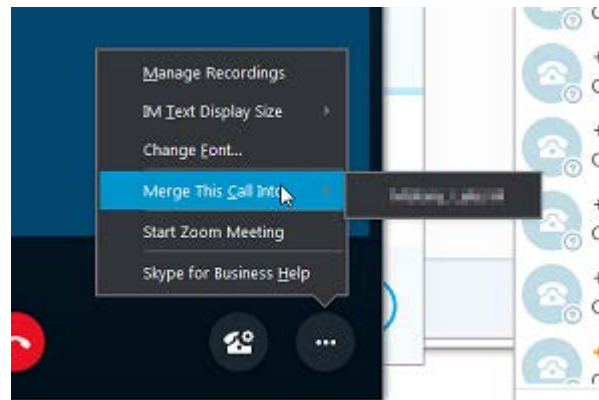 Manage Recordings
IM Text Display Size
Change Font...
Merge This Call Into
Start Zoom Meeting
Skype for Business Help